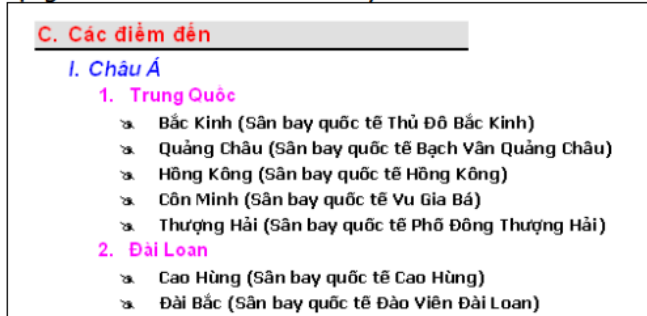 C. Các điểm đến
I. Châu Á
1. Trung Quốc
Bắc Kinh (Sân bay quốc tế Thủ Đô Bắc Kinh)
Quảng Châu (Sân bay quốc tế Bạch Vân Quảng Châu)
Hồng Kông (Sân bay quốc tế Hồng Kông)
Côn Minh (Sân bay quốc tế Vu Gia Bá)
Thượng Hải (Sân bay quốc tế Phố Đông Thượng Hải)
2. Đài Loan
Cao Hùng (Sân bay quốc tế Cao Hùng)
Đài Bắc (Sân bay quốc tế Đào Viên Đài Loan)